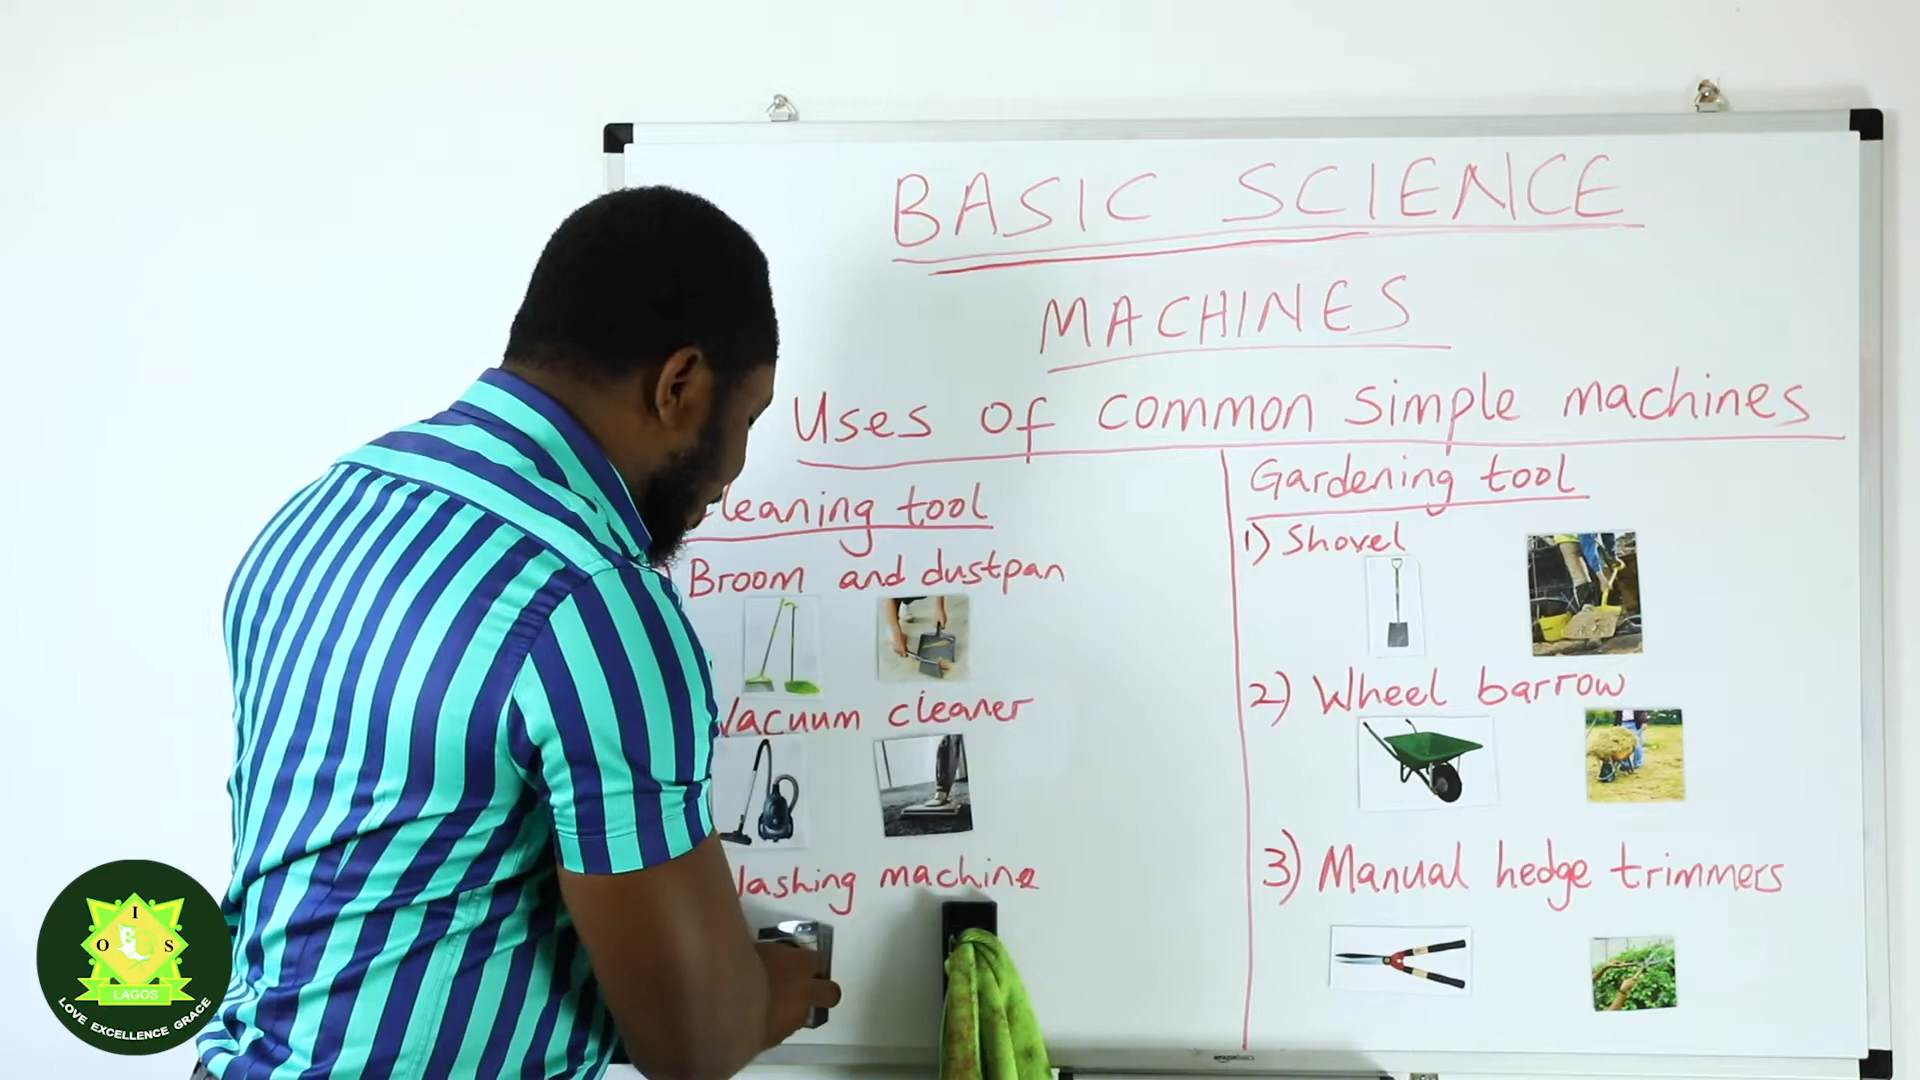 BASIC SCIENCE
MACHINES
Uses of common simple machines
leaning tool
Broom and dustpan
Vacuum cleaner
ashing machine
Gardening tool
1) Shovel
2) Wheel barrow
3) Manual hedge trimmers
I
O S
LAGOS
LOVE EXCELLENCE GRACE